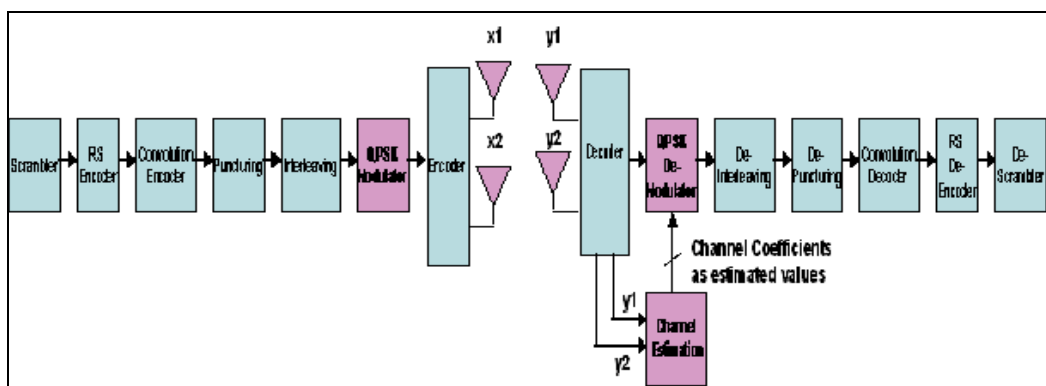 x1
y1
x2
y2
Scrambler
RS
Encoder
Convolution
Encoder
Puncturing
Interleaving
QPSK
Modulator
Encoder
Decoder
QPSK
De-
Modulator
De-
Interleaving
De-
Puncturing
Convolution
Decoder
RS
De-
Encoder
De-
Scrambler
Channel Coefficients
as estimated values
y1
y2
Channel
Estimation